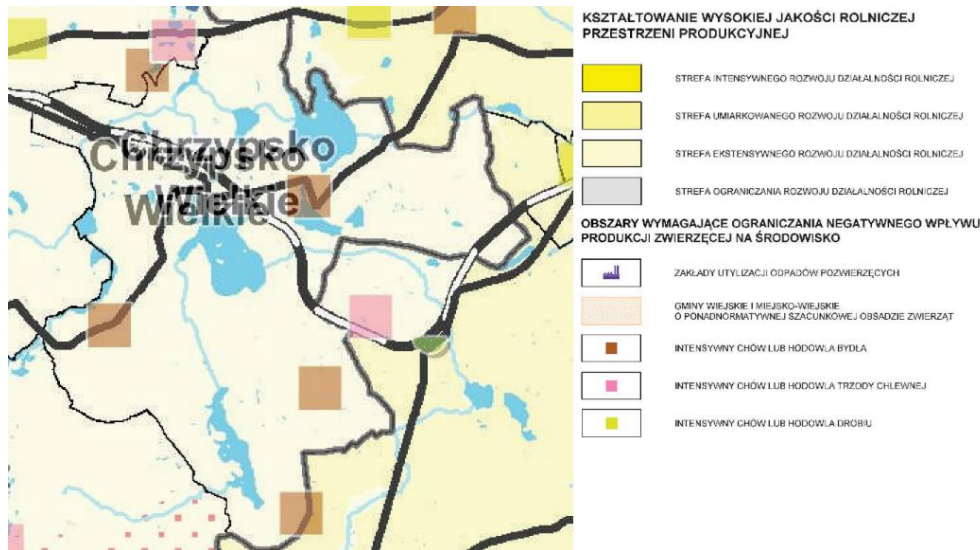 Chrzypsko
Wielkie
KSZTAŁTOWANIE WYSOKIEJ JAKOŚCI ROLNICZEJ
PRZESTRZENI PRODUKCYJNEJ
STREFA INTENSYWNEGO ROZWOJU DZIAŁALNOŚCI ROLNICZEJ
STREFA UMIARKOWANEGO ROZWOJU DZIAŁALNOŚCI ROLNICZEJ
STREFA EKSTENSYWNEGO ROZWOJU DZIAŁALNOŚCI ROLNICZEJ
STREFA OGRANICZANIA ROZWOJU DZIAŁALNOŚCI ROLNICZEJ
OBSZARY WYMAGAJĄCE OGRANICZANIA NEGATYWNEGO WPŁYWU
PRODUKCJI ZWIERZĘCEJ NA ŚRODOWISKO
ZAKŁADY UTYLIZACJI ODPADÓW POZWIERZĘCYCH
GMINY WIEJSKIE I MIEJSKO-WIEJSKIE
O PONADNORMATYWNEJ SZACUNKOWEJ OBSADZIE ZWIERZĄT
INTENSYWNY CHÓW LUB HODOWLA BYDŁA
INTENSYWNY CHÓW LUB HODOWLA TRZODY CHLEWNEJ
INTENSYWNY CHÓW LUB HODOWLA DROBIU